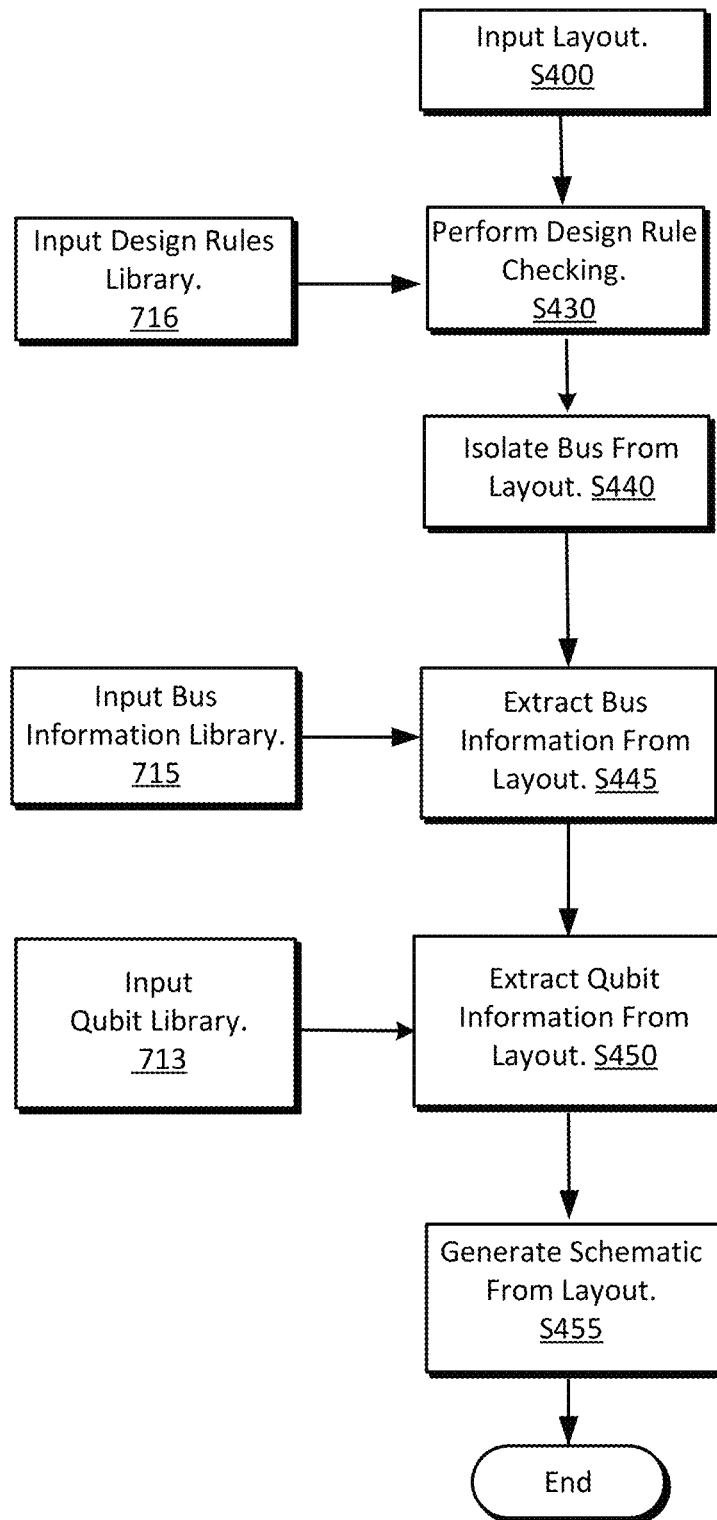 Input Layout.
S400
Input Design Rules
Library.
716
Perform Design Rule
Checking.
S430
Isolate Bus From
Layout. S440
Input Bus
Information Library.
715
Extract Bus
Information From
Layout. S445
Input
Qubit Library.
713
Extract Qubit
Information From
Layout. S450
Generate Schematic
From Layout.
S455
End